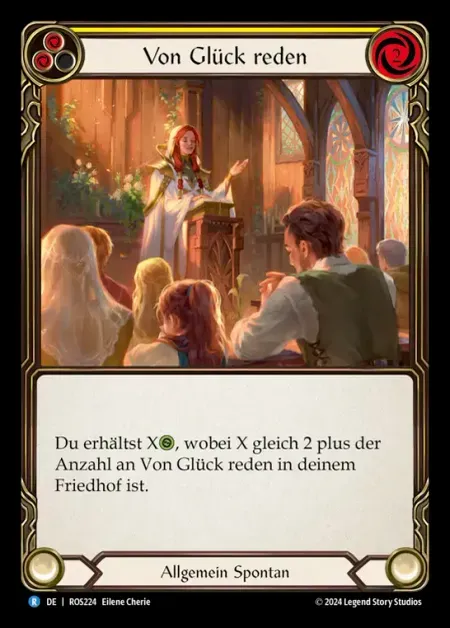 Von Glück reden
2
Du erhältst X, wobei X gleich 2 plus der
Anzahl an Von Glück reden in deinem
Friedhof ist.
Allgemein Spontan
R DE | ROS224 Eilene Cherie
© 2024 Legend Story Studios